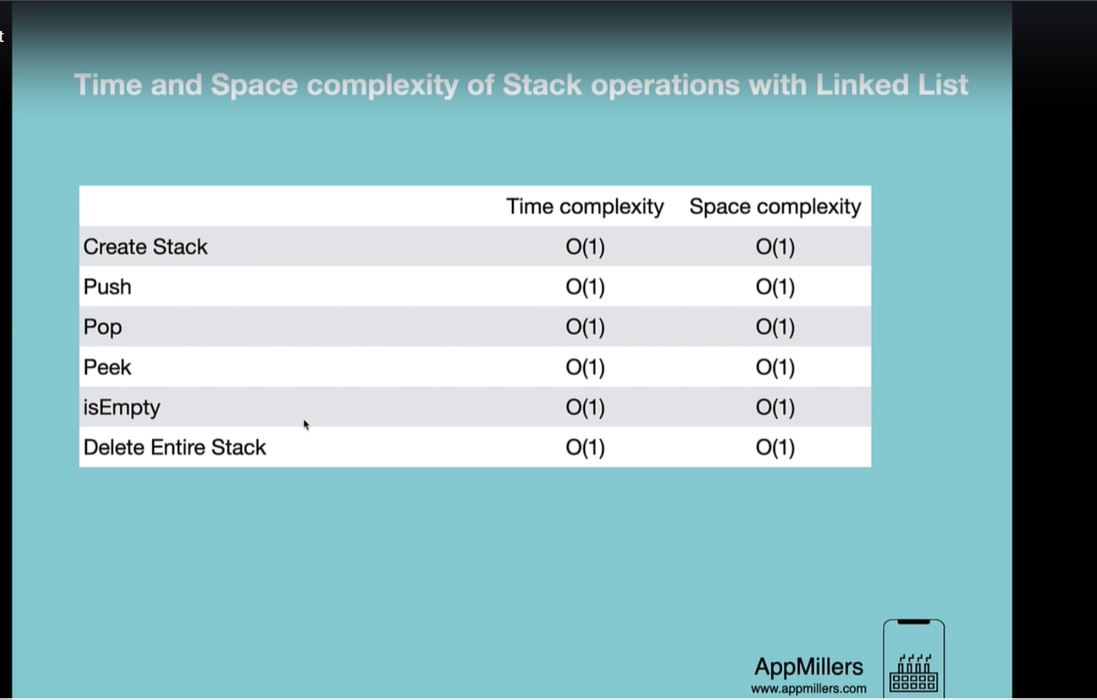 t
Time and Space complexity of Stack operations with Linked List
Time complexity Space complexity
Create Stack O(1) O(1)
Push O(1) O(1)
Pop O(1) O(1)
Peek O(1) O(1)
isEmpty O(1) O(1)
Delete Entire Stack O(1) O(1)
AppMillers
www.appmillers.com